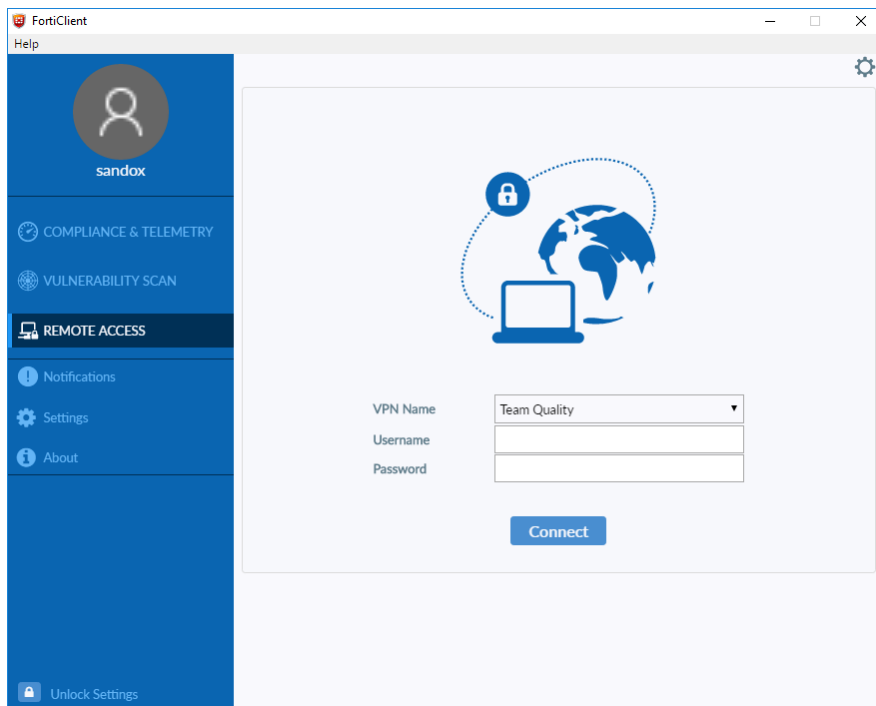 FortiClient
Help
sandox
COMPLIANCE & TELEMETRY
VULNERABILITY SCAN
REMOTE ACCESS
Notifications
Settings
About
Unlock Settings
VPN Name
Team Quality
Username
Password
Connect